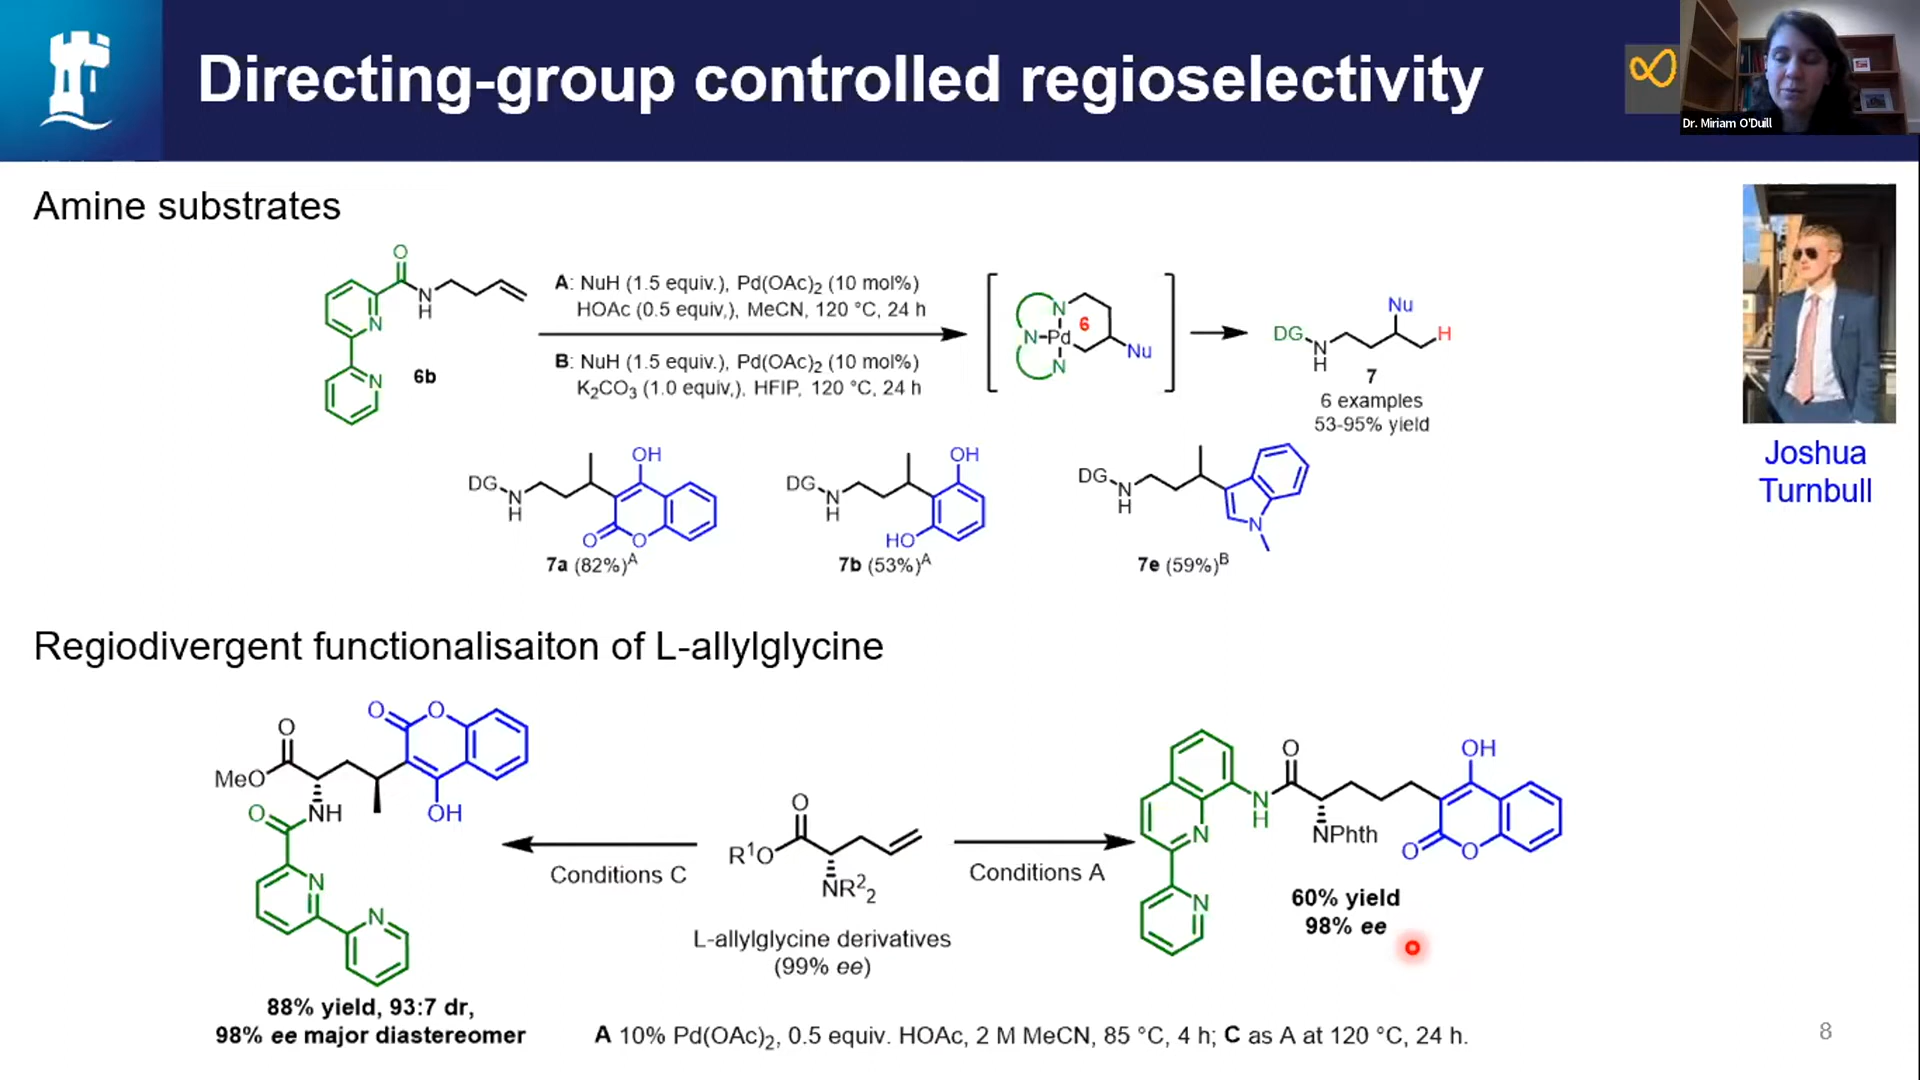 Directing-group controlled regioselectivity
Dr. Miriam O'Duill
Amine substrates
O
N
H
N
N
6b
A: NuH (1.5 equiv.), Pd(OAc)2 (10 mol%)
HOAc (0.5 equiv,), MeCN, 120 °C, 24 h
B: NuH (1.5 equiv.), Pd(OAc)2 (10 mol%)
K2CO3 (1.0 equiv,), HFIP, 120 °C, 24 h
N 6
N-Pd
N Nu
Nu
DG N H H
7
6 examples
53-95% yield
Joshua
Turnbull
DG N H OH O O
7a (82%)A
DG N H OH HO
7b (53%)A
DG N H N
7e (59%)B
Regiodivergent functionalisaiton of L-allylglycine
O O
O
MeO
O NH OH
N
N
88% yield, 93:7 dr,
98% ee major diastereomer
Conditions C
O
R1O
NR22
L-allylglycine derivatives
(99% ee)
Conditions A
O OH
N H
N NPhth O O
N
60% yield
98% ee
A 10% Pd(OAc)2, 0.5 equiv. HOAc, 2 M MeCN, 85 °C, 4 h; C as A at 120 °C, 24 h.
8